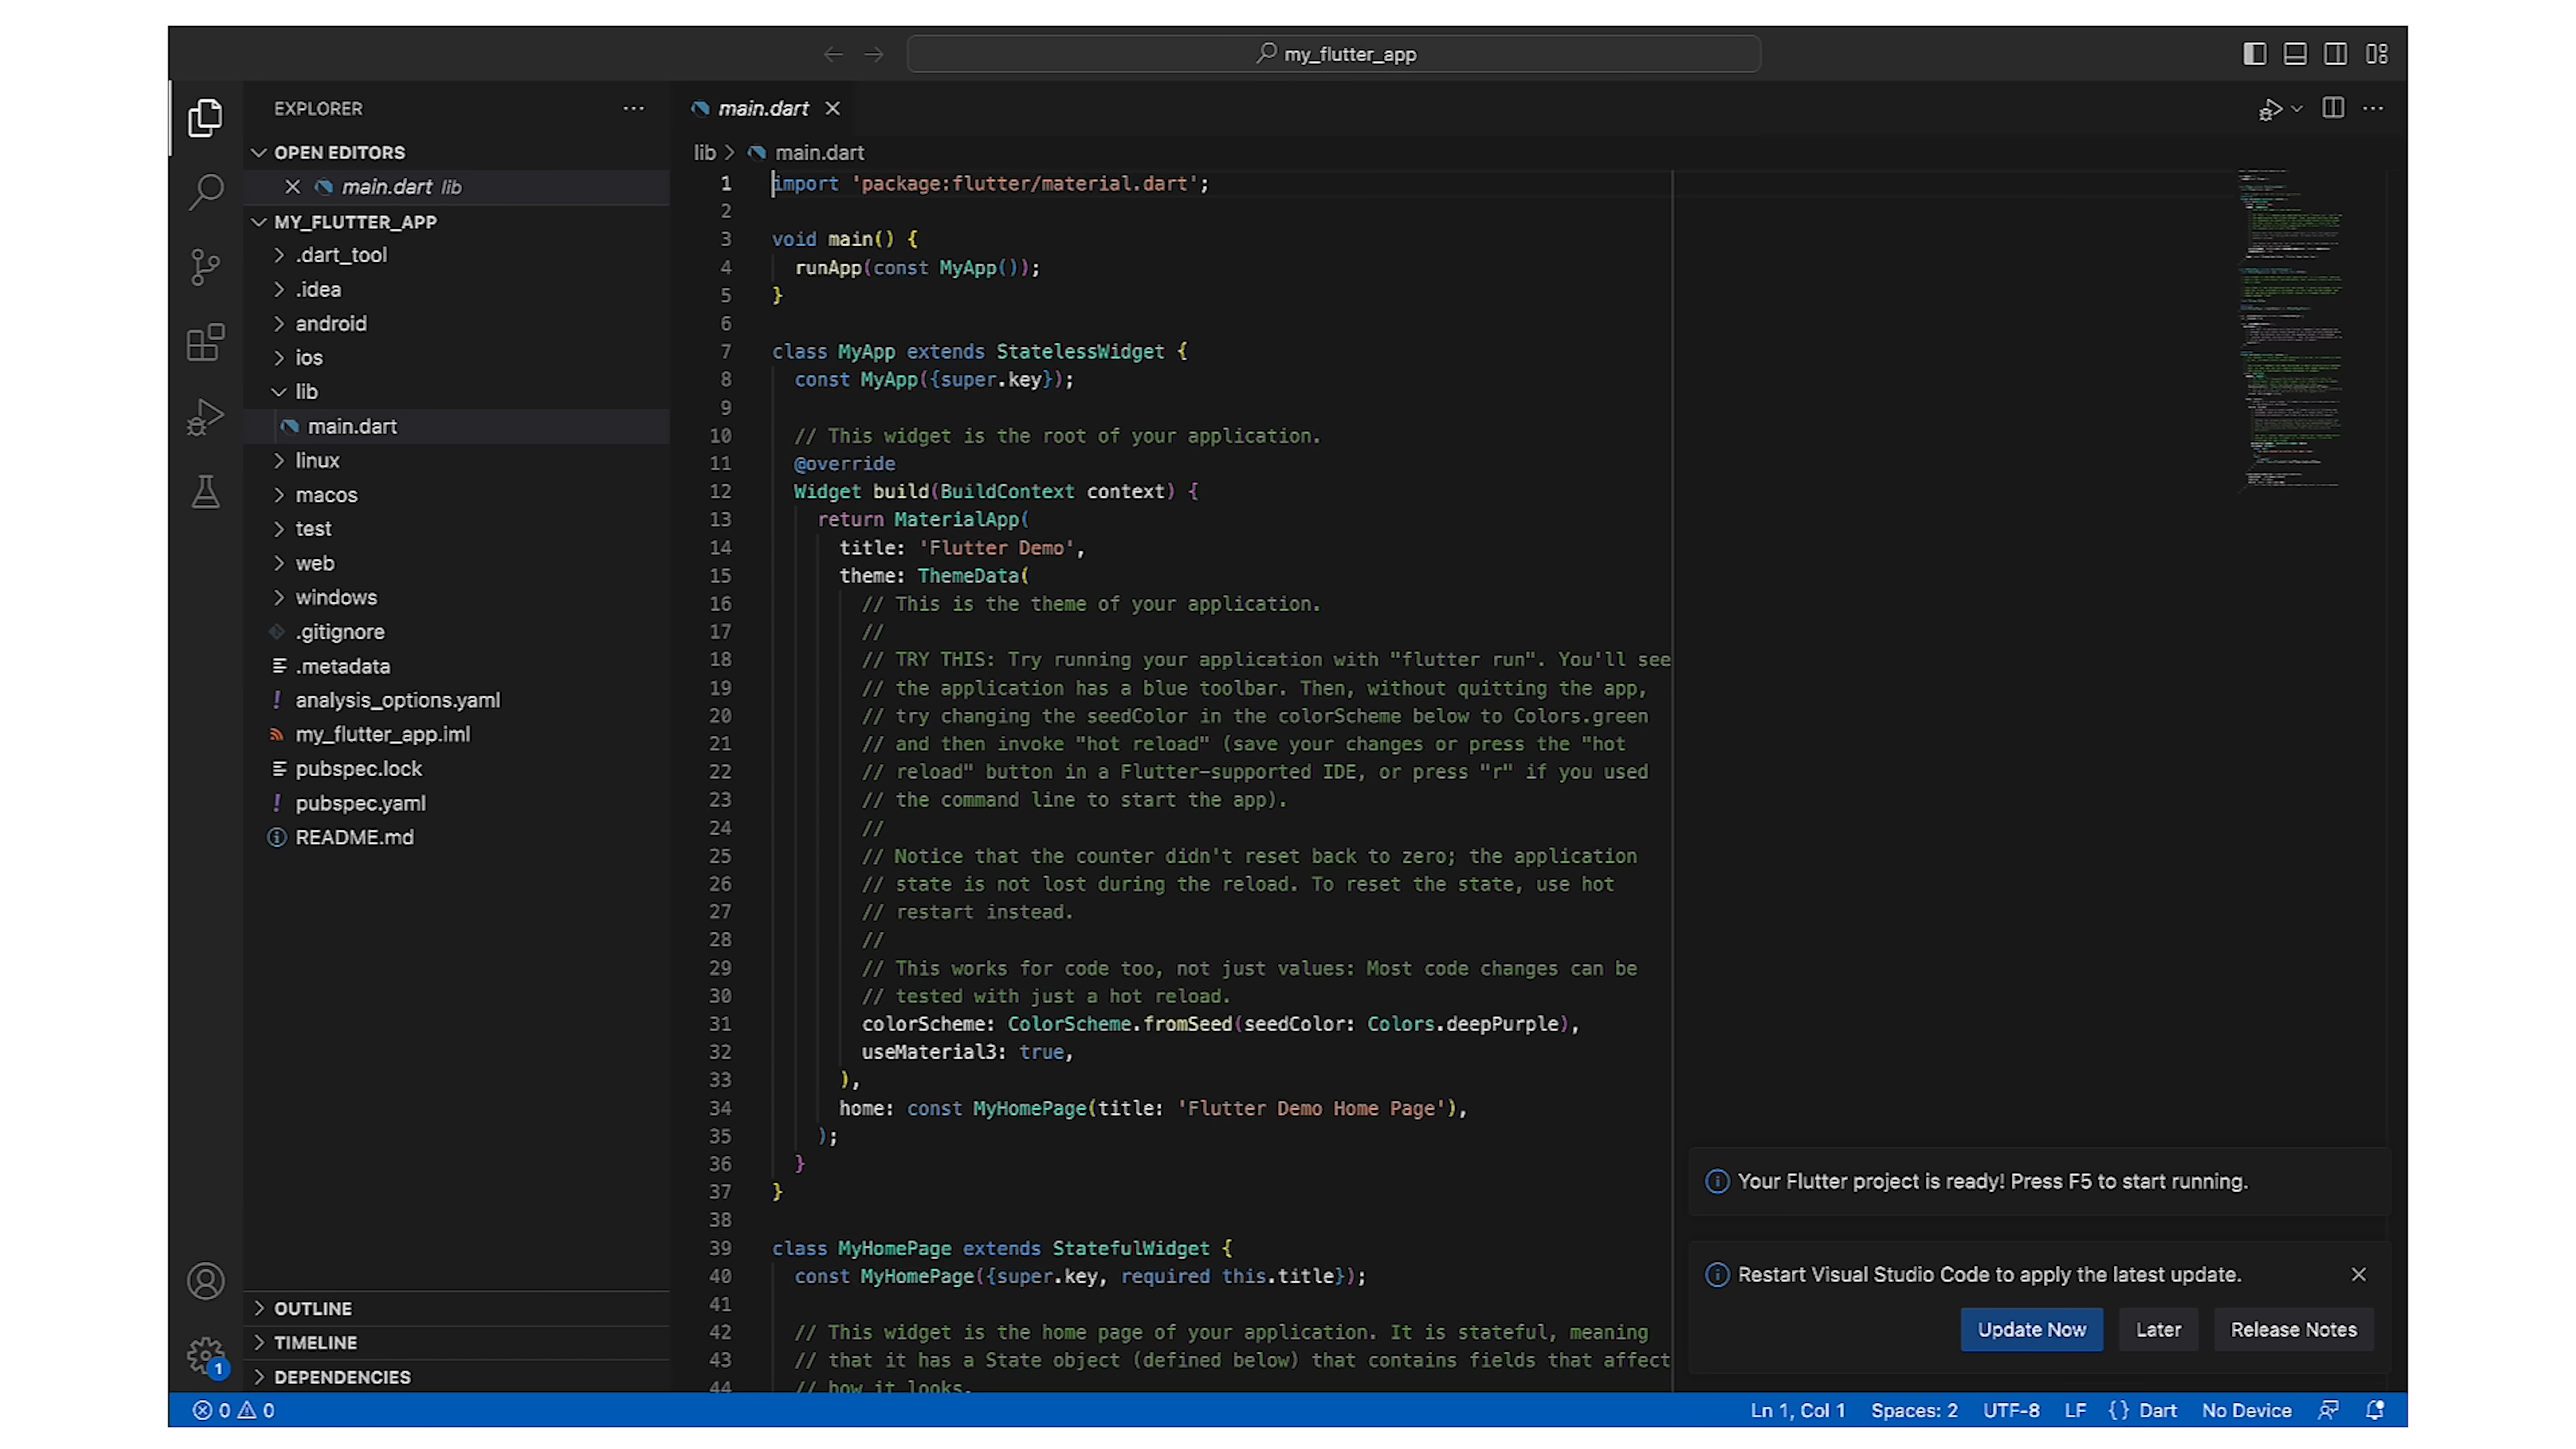 my_flutter_app
EXPLORER
OPEN EDITORS
main.dart lib
MY_FLUTTER_APP
.dart_tool
.idea
android
ios
lib
main.dart
linux
macos
test
web
windows
.gitignore
.metadata
analysis_options.yaml
my_flutter_app.iml
pubspec.lock
pubspec.yaml
README.md
OUTLINE
TIMELINE
DEPENDENCIES
1
main.dart
lib > main.dart
1 import 'package:flutter/material.dart';
2
3 void main() {
4 runApp(const MyApp());
5 }
6
7 class MyApp extends StatelessWidget {
8 const MyApp({super.key});
9
10 // This widget is the root of your application.
11 @override
12 Widget build(BuildContext context) {
13 return MaterialApp(
14 title: 'Flutter Demo',
15 theme: ThemeData(
16 // This is the theme of your application.
17 //
18 // TRY THIS: Try running your application with "flutter run". You'll see
19 // the application has a blue toolbar. Then, without quitting the app,
20 // try changing the seedColor in the colorScheme below to Colors.green
21 // and then invoke "hot reload" (save your changes or press the "hot
22 // reload" button in a Flutter-supported IDE, or press "r" if you used
23 // the command line to start the app).
24 //
25 // Notice that the counter didn't reset back to zero; the application
26 // state is not lost during the reload. To reset the state, use hot
27 // restart instead.
28 //
29 // This works for code too, not just values: Most code changes can be
30 // tested with just a hot reload.
31 colorScheme: ColorScheme.fromSeed(seedColor: Colors.deepPurple),
32 useMaterial3: true,
33 ),
34 home: const MyHomePage(title: 'Flutter Demo Home Page'),
35 );
36 }
37 }
38
39 class MyHomePage extends StatefulWidget {
40 const MyHomePage({super.key, required this.title});
41
42 // This widget is the home page of your application. It is stateful, meaning
43 // that it has a State object (defined below) that contains fields that affect
44 // how it looks.
Your Flutter project is ready! Press F5 to start running.
Restart Visual Studio Code to apply the latest update.
Update Now Later Release Notes
0 0
Ln 1, Col 1 Spaces: 2 UTF-8 LF {} Dart No Device